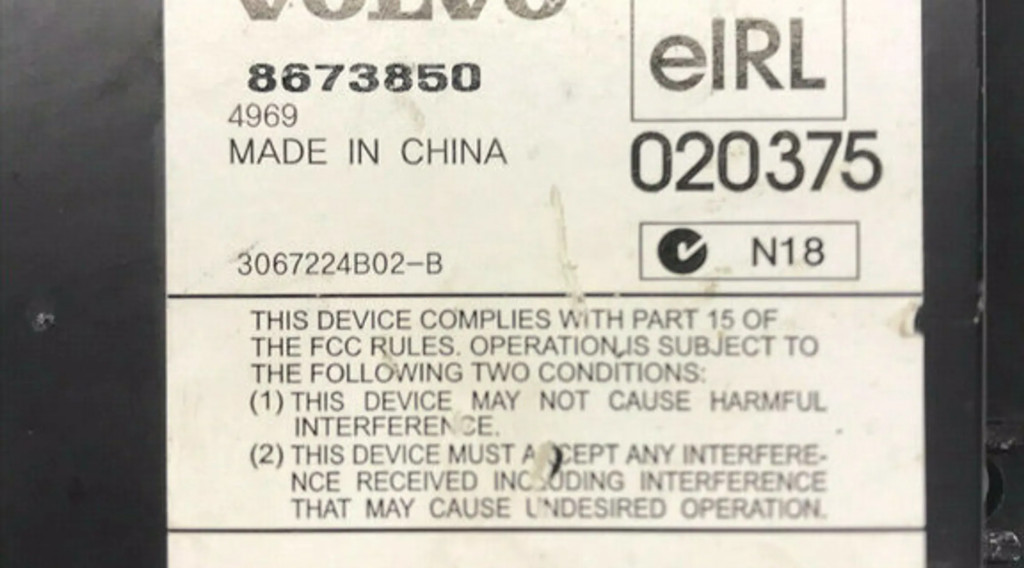 VOLVO
eIRL
8673850
4969
MADE IN CHINA
020375
N18
3067224B02-B
THIS DEVICE COMPLIES WITH PART 15 OF
THE FCC RULES. OPERATION IS SUBJECT TO
THE FOLLOWING TWO CONDITIONS:
(1) THIS DEVICE MAY NOT CAUSE HARMFUL
INTERFERENCE.
(2) THIS DEVICE MUST ACCEPT ANY INTERFERE-
NCE RECEIVED INCLUDING INTERFERENCE
THAT MAY CAUSE UNDESIRED OPERATION.